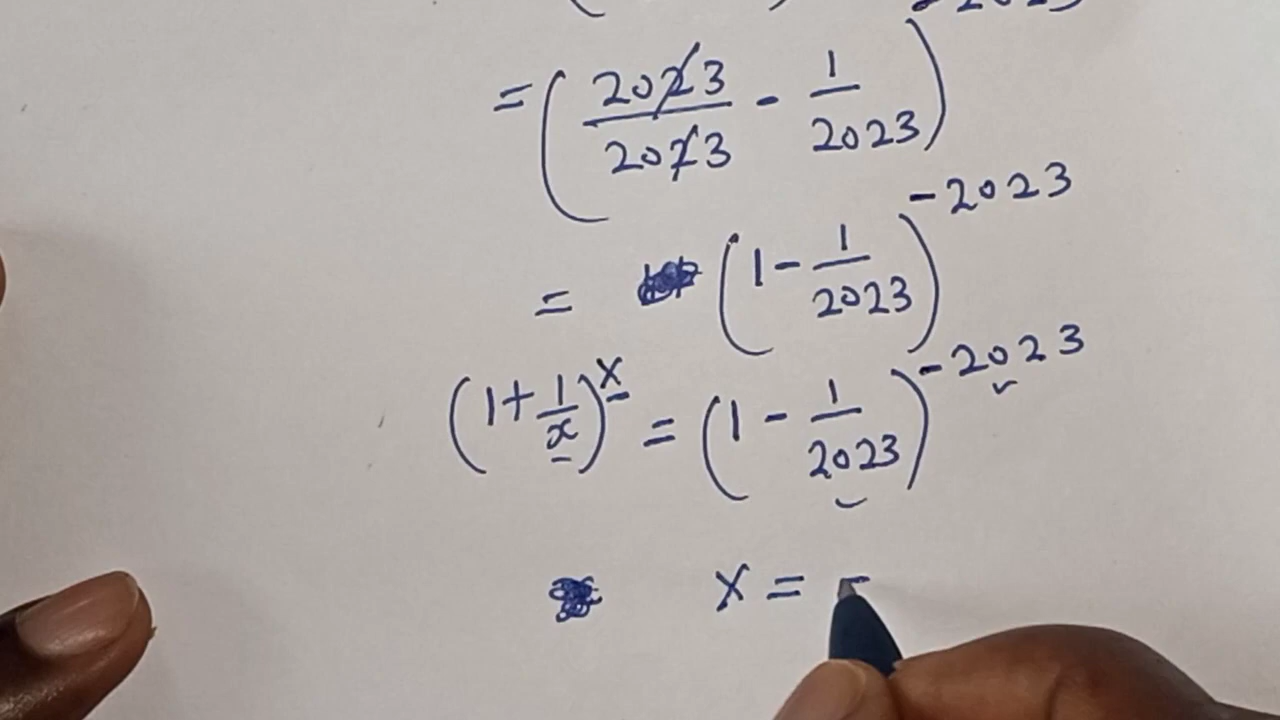 = (2023/2023 - 1/2023)^-2023
= (1 - 1/2023)^-2023
(1 + 1/x)^x = (1 - 1/2023)^-2023
x = -